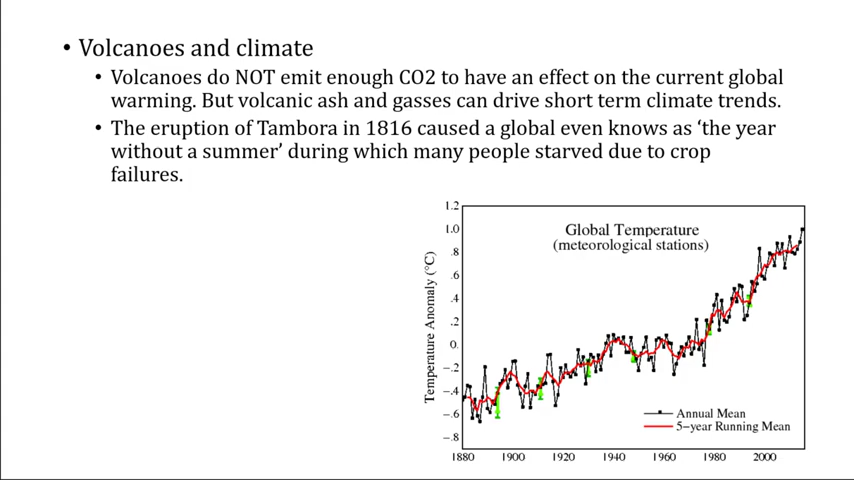 • Volcanoes and climate
• Volcanoes do NOT emit enough CO2 to have an effect on the current global
warming. But volcanic ash and gasses can drive short term climate trends.
• The eruption of Tambora in 1816 caused a global even knows as ‘the year
without a summer’ during which many people starved due to crop
failures.
Global Temperature
(meteorological stations)
Temperature Anomaly (°C)
1.2
1.0
.8
.6
.4
.2
0.
-.2
-.4
-.6
-.8
Annual Mean
5-year Running Mean
1880 1900 1920 1940 1960 1980 2000